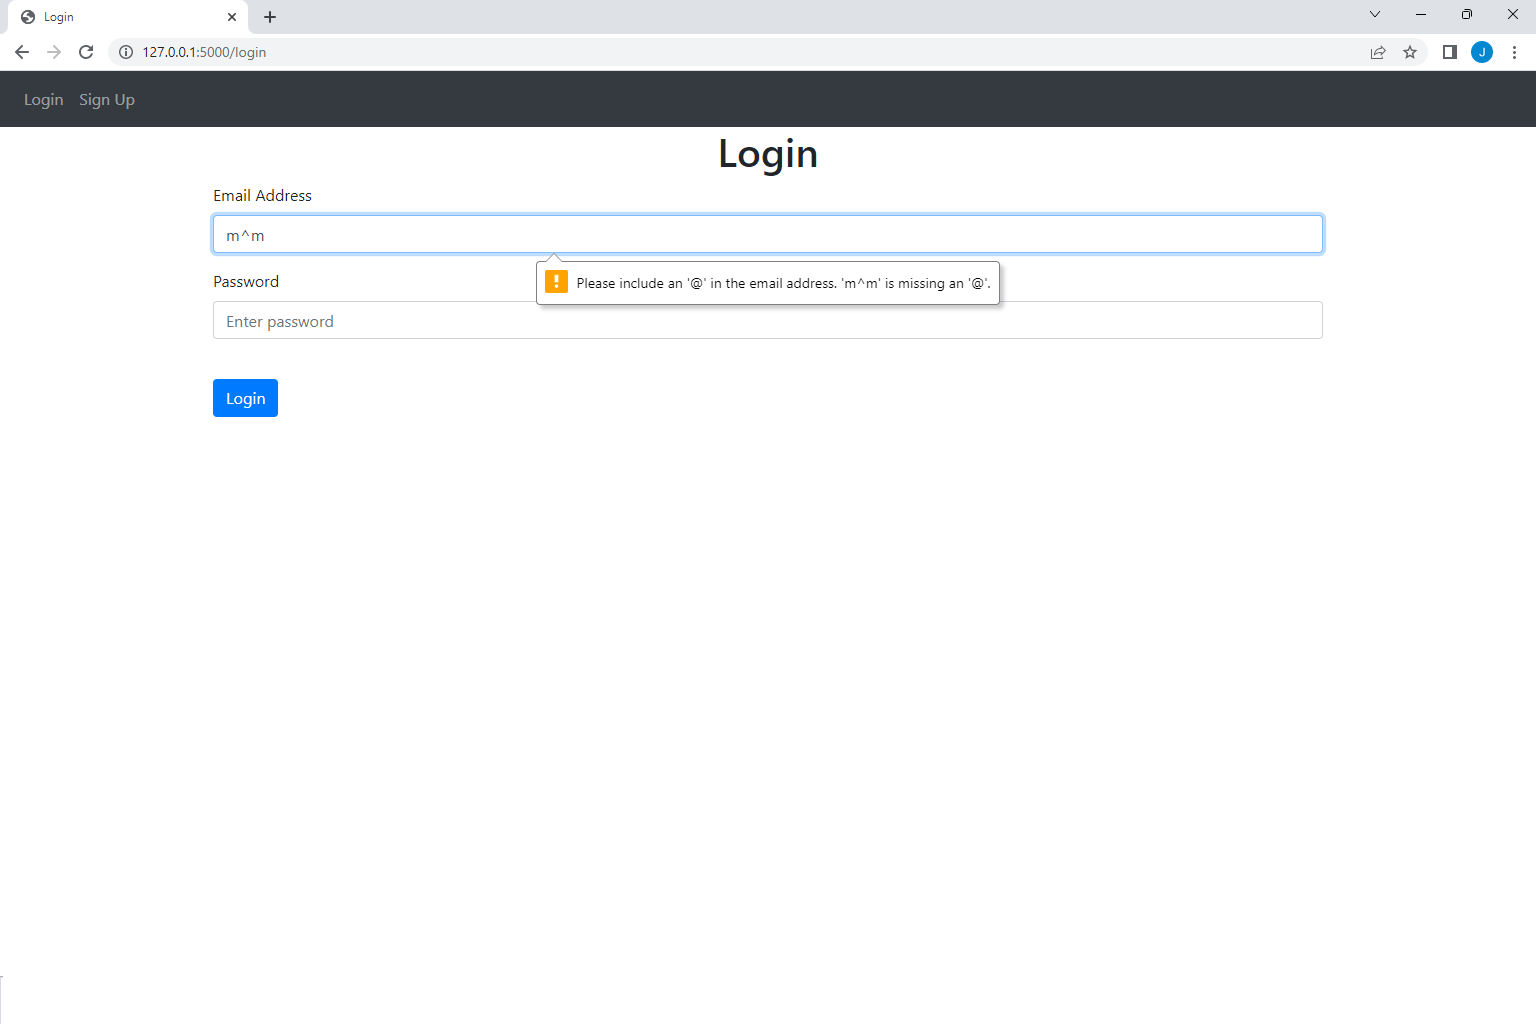 Login
127.0.0.1:5000/login
J
Login Sign Up
Login
Email Address
m^m
Please include an '@' in the email address. 'm^m' is missing an '@'.
Password
Enter password
Login